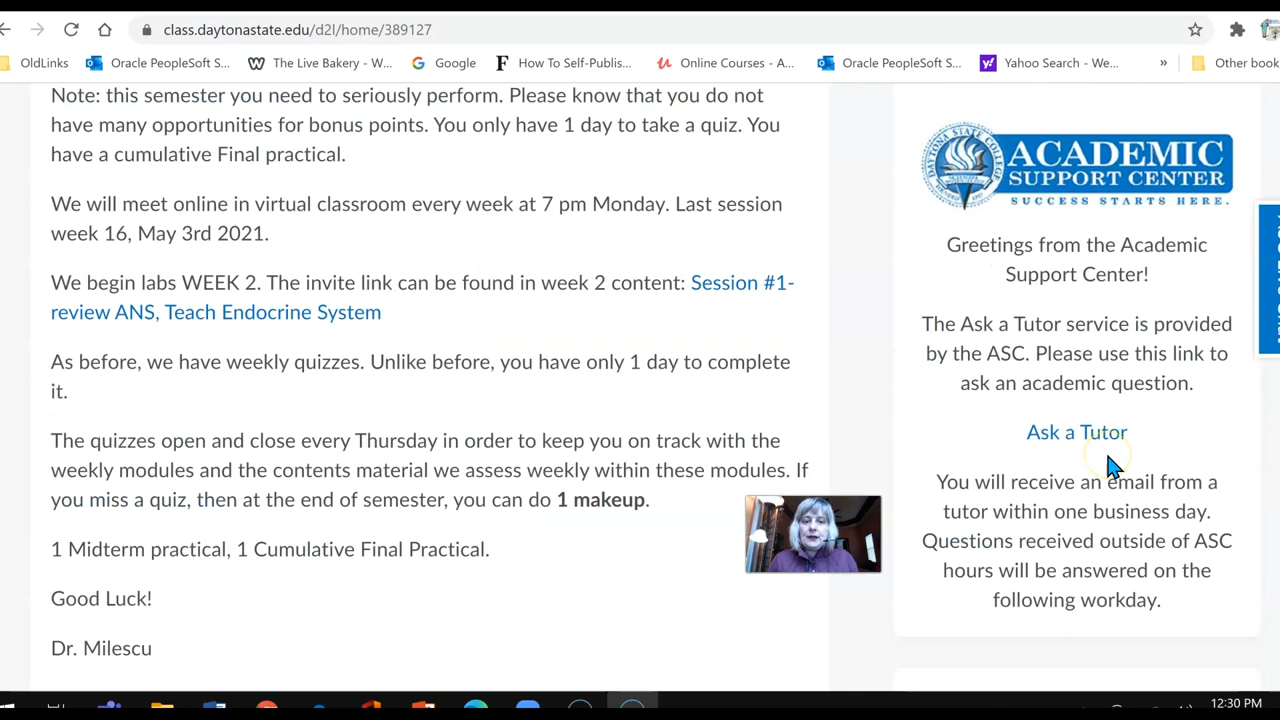 class.daytonastate.edu/d2l/home/389127
OldLinks
Oracle PeopleSoft S...
The Live Bakery - W...
Google
How To Self-Publis...
Online Courses - A...
Oracle PeopleSoft S...
Yahoo Search - We...
»
Other book
Note: this semester you need to seriously perform. Please know that you do not
have many opportunities for bonus points. You only have 1 day to take a quiz. You
have a cumulative Final practical.
We will meet online in virtual classroom every week at 7 pm Monday. Last session
week 16, May 3rd 2021.
We begin labs WEEK 2. The invite link can be found in week 2 content: Session #1-
review ANS, Teach Endocrine System
As before, we have weekly quizzes. Unlike before, you have only 1 day to complete
it.
The quizzes open and close every Thursday in order to keep you on track with the
weekly modules and the contents material we assess weekly within these modules. If
you miss a quiz, then at the end of semester, you can do 1 makeup.
1 Midterm practical, 1 Cumulative Final Practical.
Good Luck!
Dr. Milescu
DAYTONA STATE COLLEGE
ACADEMIC
SUPPORT CENTER
SUCCESS STARTS HERE.
Greetings from the Academic
Support Center!
The Ask a Tutor service is provided
by the ASC. Please use this link to
ask an academic question.
Ask a Tutor
You will receive an email from a
tutor within one business day.
Questions received outside of ASC
hours will be answered on the
following workday.
12:30 PM